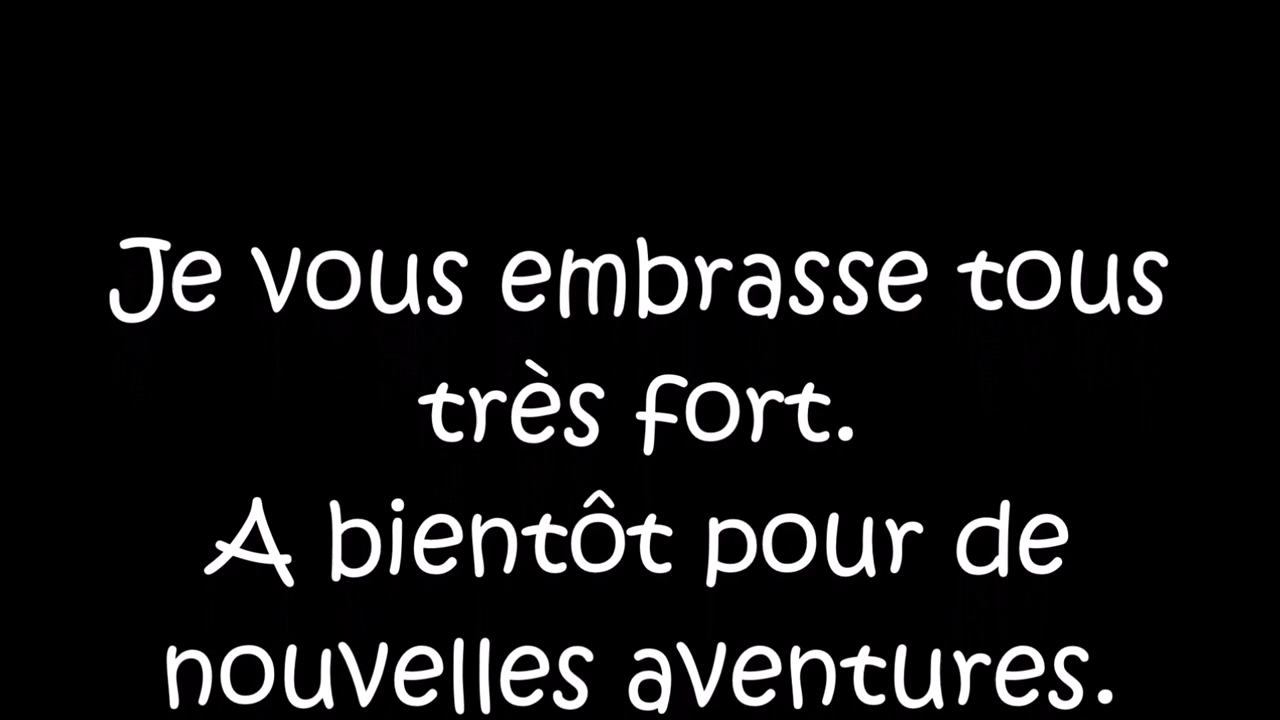 Je vous embrasse tous
très fort.
A bientôt pour de
nouvelles aventures.